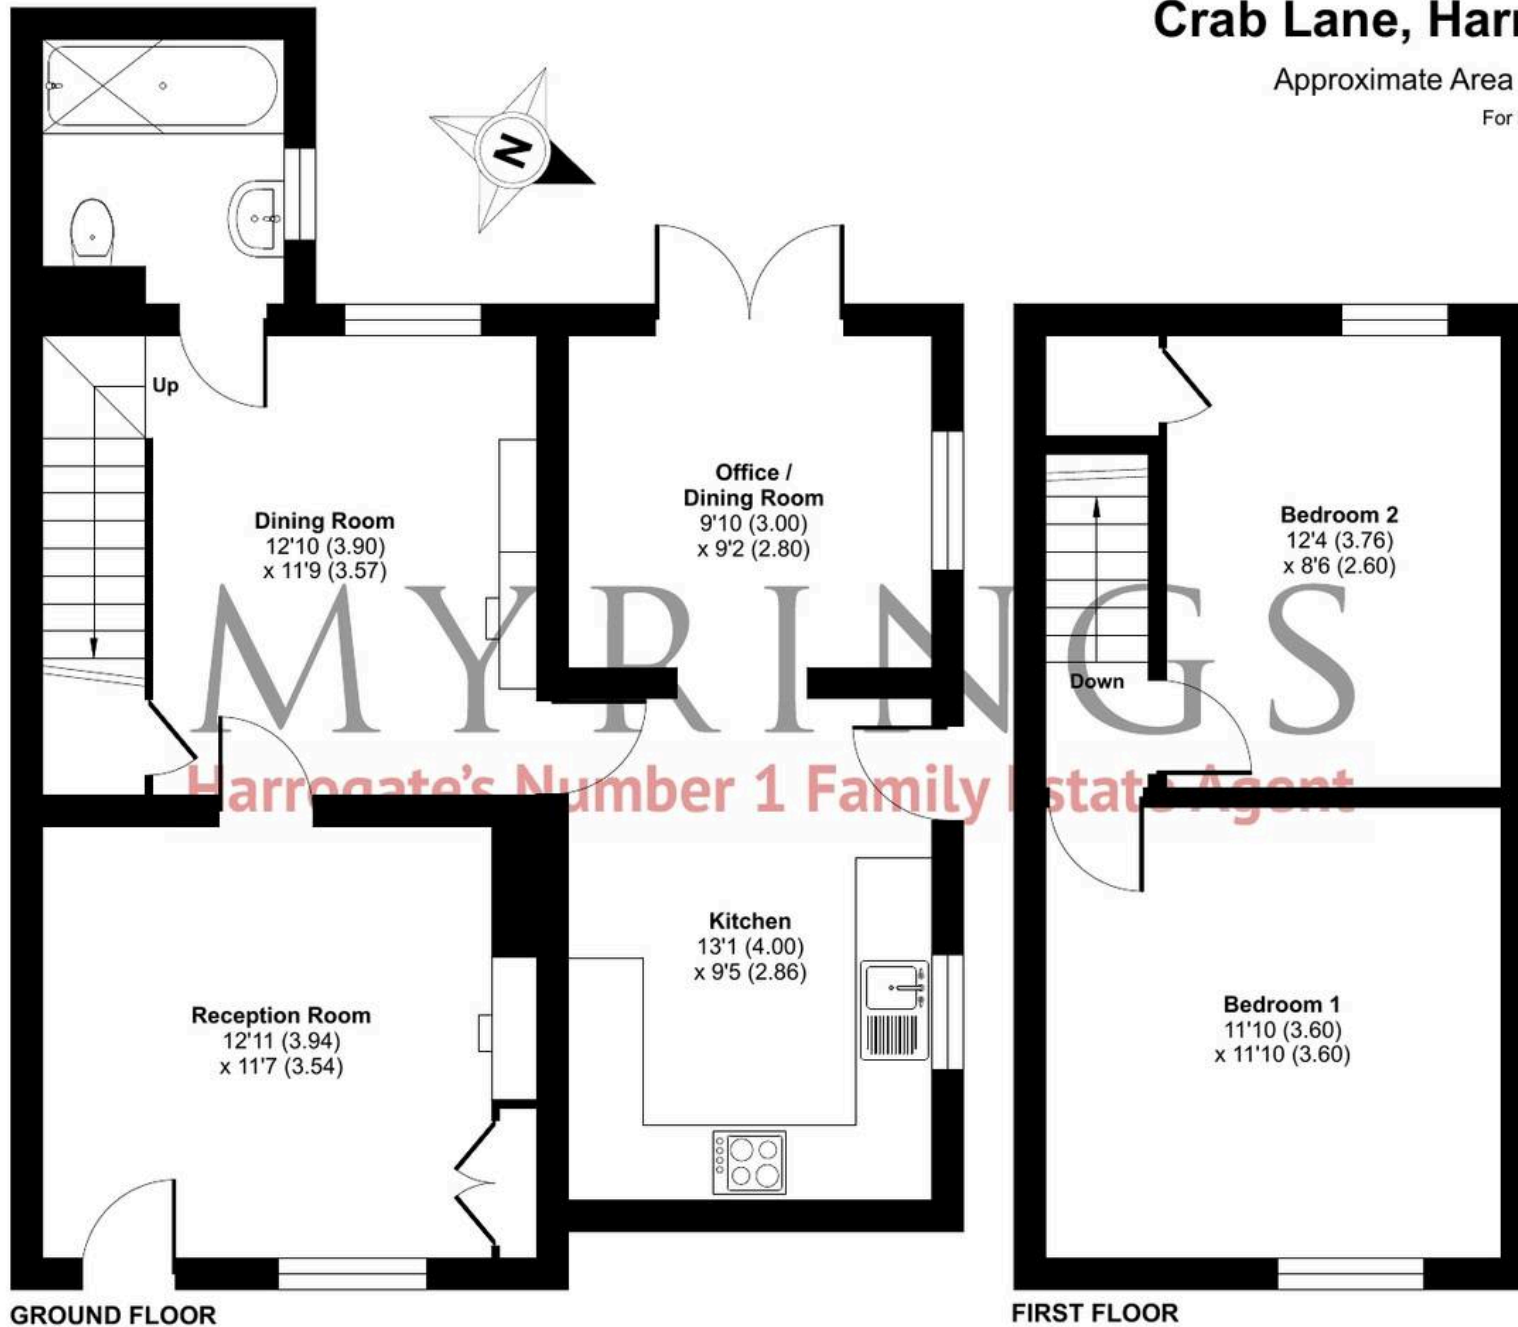 Crab Lane, Harr
Approximate Area
For
N
Up
Dining Room
12'10 (3.90)
x 11'9 (3.57)
Office /
Dining Room
9'10 (3.00)
x 9'2 (2.80)
Bedroom 2
12'4 (3.76)
x 8'6 (2.60)
MYRINGS
Down
Harrogate's Number 1 Family Estate Agent
Kitchen
13'1 (4.00)
x 9'5 (2.86)
Reception Room
12'11 (3.94)
x 11'7 (3.54)
Bedroom 1
11'10 (3.60)
x 11'10 (3.60)
GROUND FLOOR
FIRST FLOOR